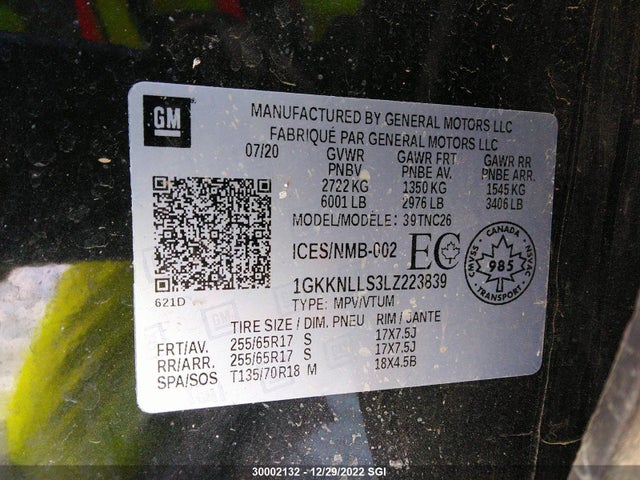 GM
MANUFACTURED BY GENERAL MOTORS LLC
FABRIQUÉ PAR GENERAL MOTORS LLC
07/20 GVWR GAWR FRT GAWR RR
PNBV PNBE AV. PNBE ARR.
2722 KG 1350 KG 1545 KG
6001 LB 2976 LB 3406 LB
MODEL/MODÈLE: 39TNC26
ICES/NMB-002 EC
CANADA
CMVSS NSVAC
985
TRANSPORT
1GKKNLLS3LZ223839
621D
TYPE: MPV/VTUM
TIRE SIZE / DIM. PNEU RIM / JANTE
FRT/AV. 255/65R17 S 17X7.5J
RR/ARR. 255/65R17 S 17X7.5J
SPA/SOS T135/70R18 M 18X4.5B
30002132 - 12/29/2022 SGI